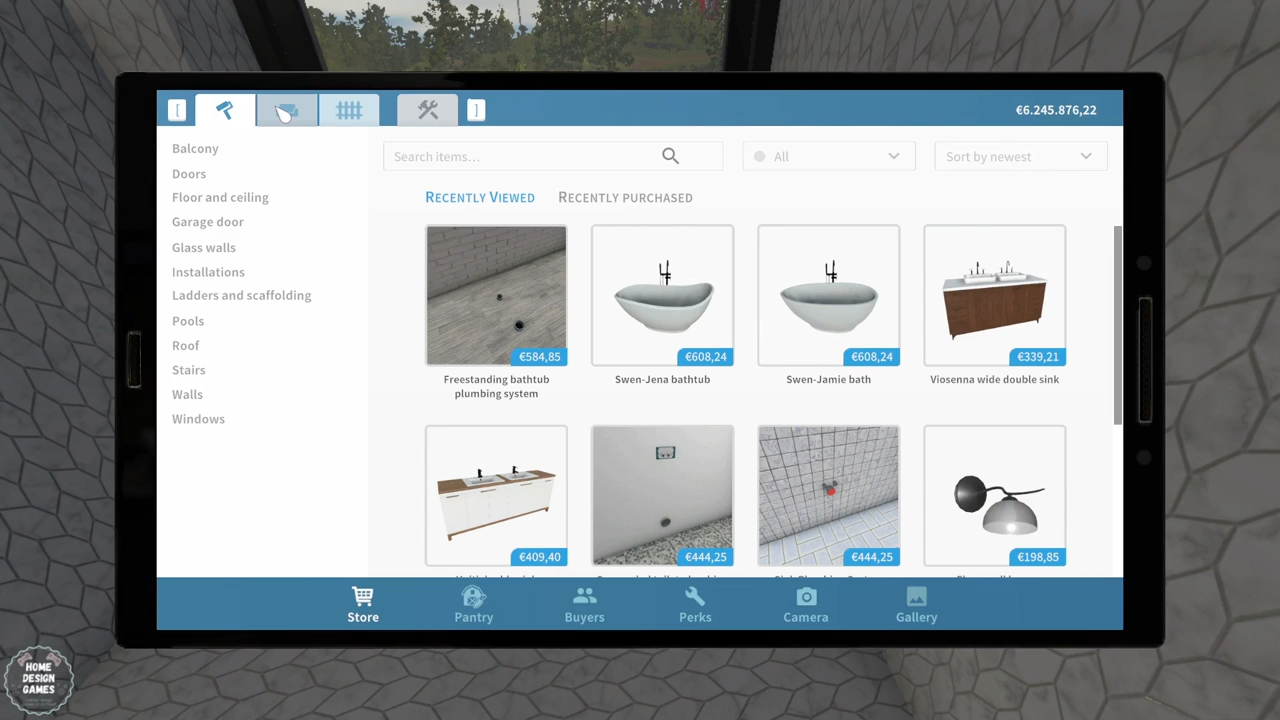 [
]
€6.245.876,22
Balcony
Doors
Floor and ceiling
Garage door
Glass walls
Installations
Ladders and scaffolding
Pools
Roof
Stairs
Walls
Windows
Search items...
All
Sort by newest
RECENTLY VIEWED
RECENTLY PURCHASED
€584,85
€608,24
€608,24
€339,21
Freestanding bathtub
plumbing system
Swen-Jena bathtub
Swen-Jamie bath
Viosenna wide double sink
€409,40
€444,25
€444,25
€198,85
Store
Pantry
Buyers
Perks
Camera
Gallery
HOME
DESIGN
GAMES